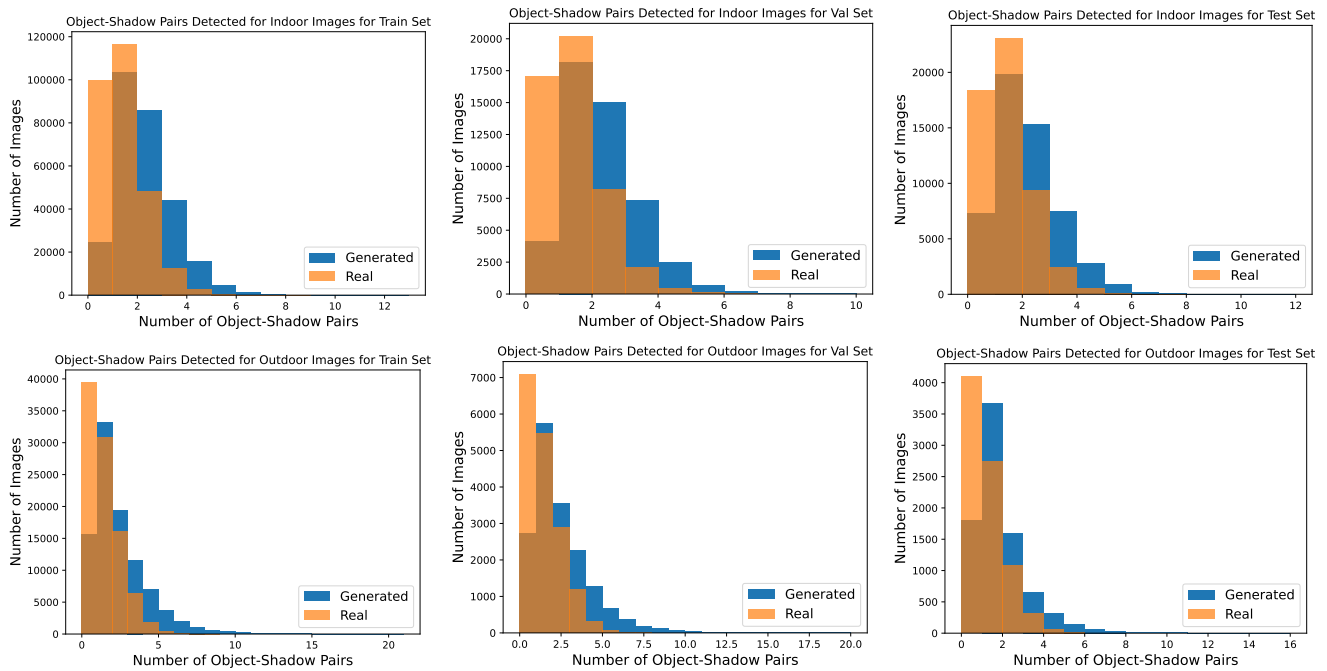 Object-Shadow Pairs Detected for Indoor Images for Train Set
120000
100000
80000
60000
40000
20000
0
Number of Images
Generated
Real
0 2 4 6 8 10 12
Number of Object-Shadow Pairs
Object-Shadow Pairs Detected for Indoor Images for Val Set
20000
17500
15000
12500
10000
7500
5000
2500
0
Number of Images
Generated
Real
0 2 4 6 8 10
Number of Object-Shadow Pairs
Object-Shadow Pairs Detected for Indoor Images for Test Set
20000
15000
10000
5000
0
Number of Images
Generated
Real
0 2 4 6 8 10 12
Number of Object-Shadow Pairs
Object-Shadow Pairs Detected for Outdoor Images for Train Set
40000
35000
30000
25000
20000
15000
10000
5000
0
Number of Images
Generated
Real
0 5 10 15 20
Number of Object-Shadow Pairs
Object-Shadow Pairs Detected for Outdoor Images for Val Set
7000
6000
5000
4000
3000
2000
1000
0
Number of Images
Generated
Real
0.0 2.5 5.0 7.5 10.0 12.5 15.0 17.5 20.0
Number of Object-Shadow Pairs
Object-Shadow Pairs Detected for Outdoor Images for Test Set
4000
3500
3000
2500
2000
1500
1000
500
0
Number of Images
Generated
Real
0 2 4 6 8 10 12 14 16
Number of Object-Shadow Pairs